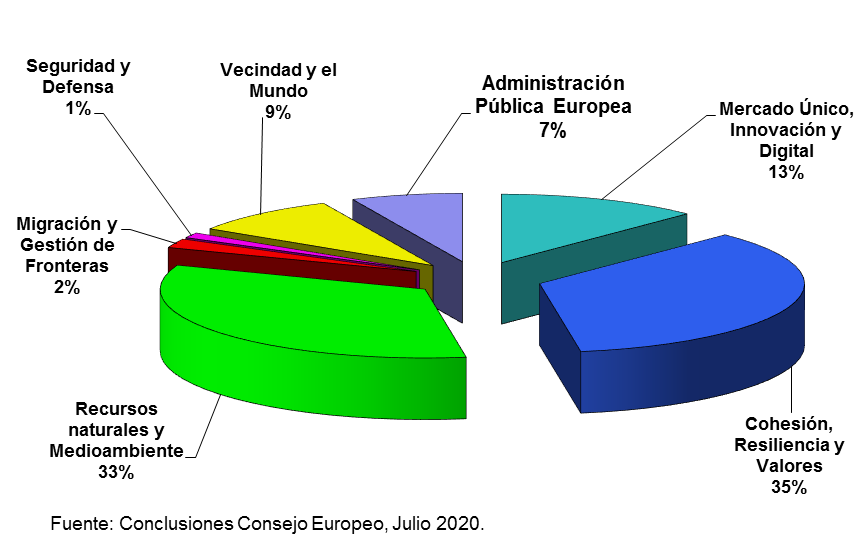 Seguridad y
Defensa
1%
Vecindad y el
Mundo
9%
Administración
Pública Europea
7%
Mercado Único,
Innovación y
Digital
13%
Migración y
Gestión de
Fronteras
2%
Recursos
naturales y
Medioambiente
33%
Cohesión,
Resiliencia y
Valores
35%
Fuente: Conclusiones Consejo Europeo, Julio 2020.